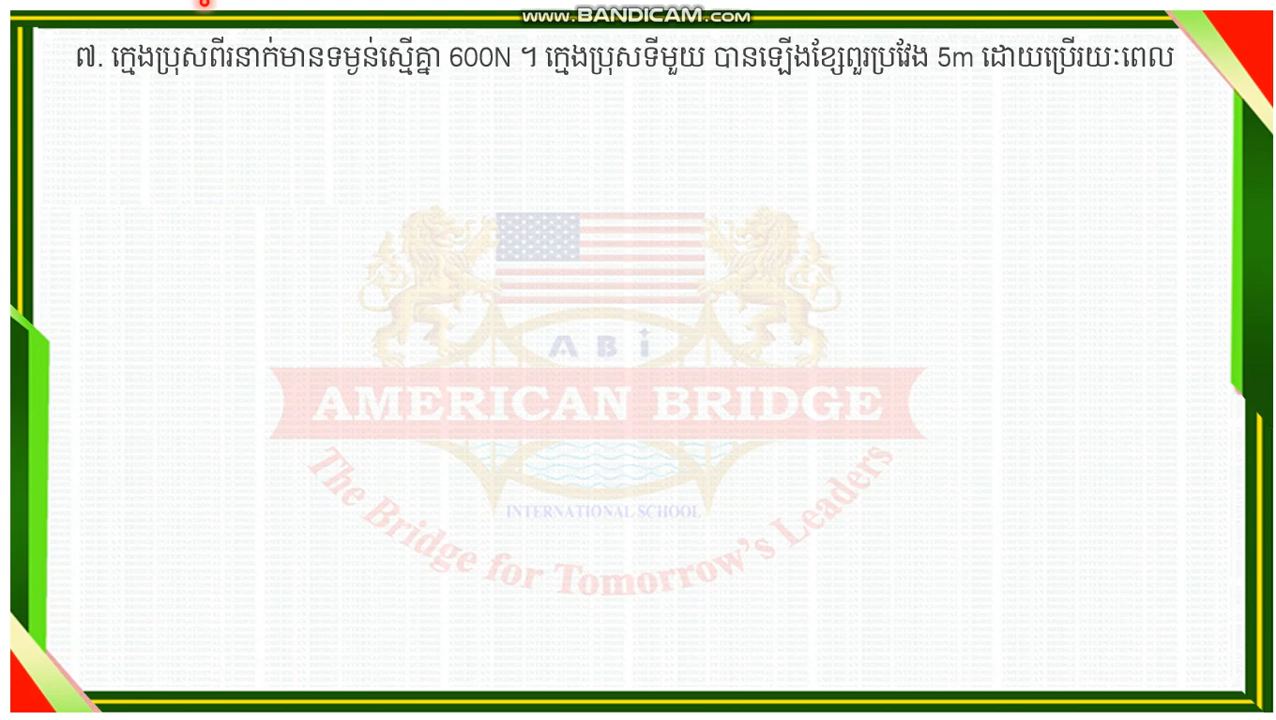 www.BANDICAM.com
៧. ក្មេងប្រុសពីរនាក់មានទម្ងន់ស្មើគ្នា 600N ។ ក្មេងប្រុសទីមួយ បានឡើងខ្សែពួរប្រវែង 5m ដោយប្រើរយៈពេល
ABi
AMERICAN BRIDGE
INTERNATIONAL SCHOOL
The Bridge for Tomorrow's Leaders